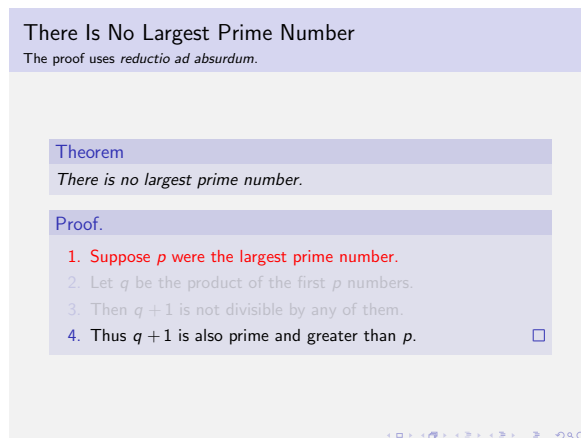 There Is No Largest Prime Number
The proof uses reductio ad absurdum.
Theorem
There is no largest prime number.
Proof.
1. Suppose p were the largest prime number.
2. Let q be the product of the first p numbers.
3. Then q + 1 is not divisible by any of them.
4. Thus q + 1 is also prime and greater than p. □